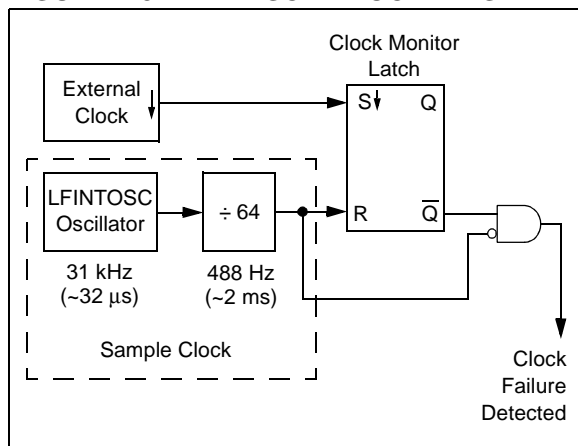 Clock Monitor
Latch
External
Clock
S
Q
LFINTOSC
Oscillator
÷ 64
R
Q
31 kHz
(~32 μs)
488 Hz
(~2 ms)
Sample Clock
Clock
Failure
Detected